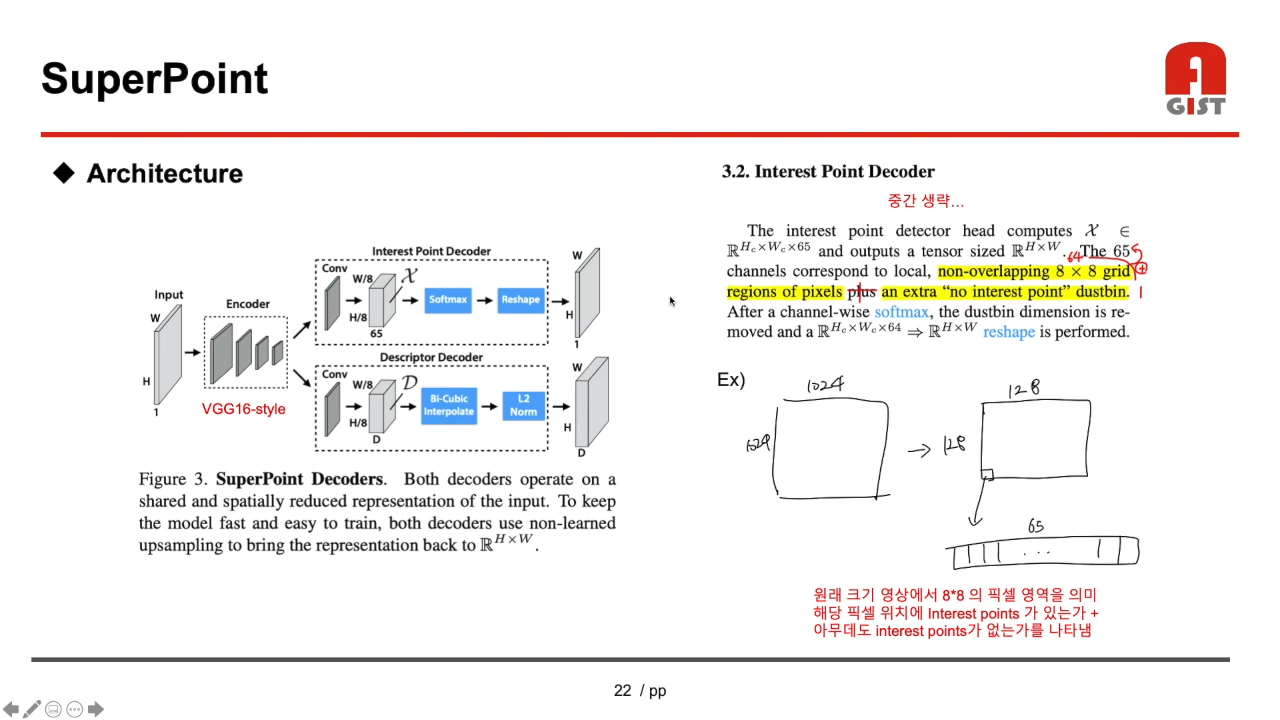 SuperPoint
GIST
◆ Architecture
Input
W
H
1
Encoder
VGG16-style
Interest Point Decoder
Conv
W/8
𝒳
H/8
65
Softmax
Reshape
W
H
1
Descriptor Decoder
Conv
W/8
𝒟
H/8
D
Bi-Cubic
Interpolate
L2
Norm
W
H
D
Figure 3. SuperPoint Decoders. Both decoders operate on a
shared and spatially reduced representation of the input. To keep
the model fast and easy to train, both decoders use non-learned
upsampling to bring the representation back to ℝ^{H×W}.
3.2. Interest Point Decoder
중간 생략…
The interest point detector head computes 𝒳 ∈
ℝ^{H_c×W_c×65} and outputs a tensor sized ℝ^{H×W}. The 65
64
channels correspond to local, non-overlapping 8 × 8 grid
+
regions of pixels plus an extra "no interest point" dustbin.
1
After a channel-wise softmax, the dustbin dimension is re-
moved and a ℝ^{H_c×W_c×64} ⇒ ℝ^{H×W} reshape is performed.
Ex)
1024
1024
→
128
128
65
...
원래 크기 영상에서 8*8 의 픽셀 영역을 의미
해당 픽셀 위치에 Interest points 가 있는가 +
아무데도 interest points가 없는가를 나타냄
22 / pp